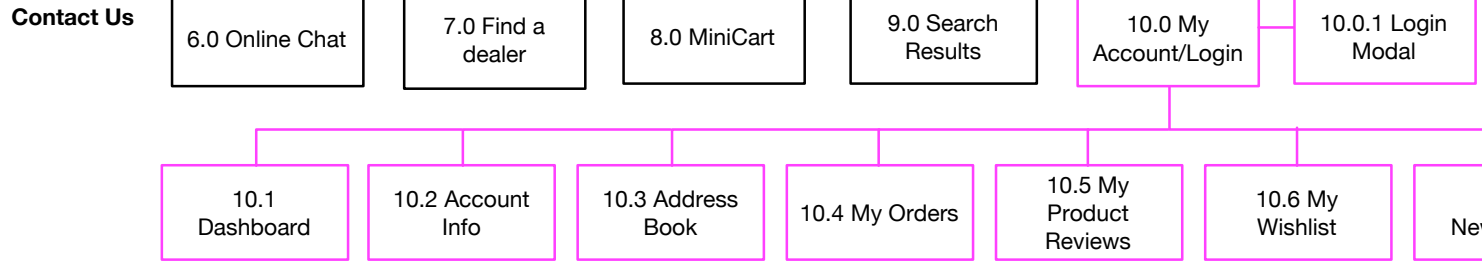 Contact Us
6.0 Online Chat
7.0 Find a
dealer
8.0 MiniCart
9.0 Search
Results
10.0 My
Account/Login
10.0.1 Login
Modal
10.1
Dashboard
10.2 Account
Info
10.3 Address
Book
10.4 My Orders
10.5 My
Product
Reviews
10.6 My
Wishlist